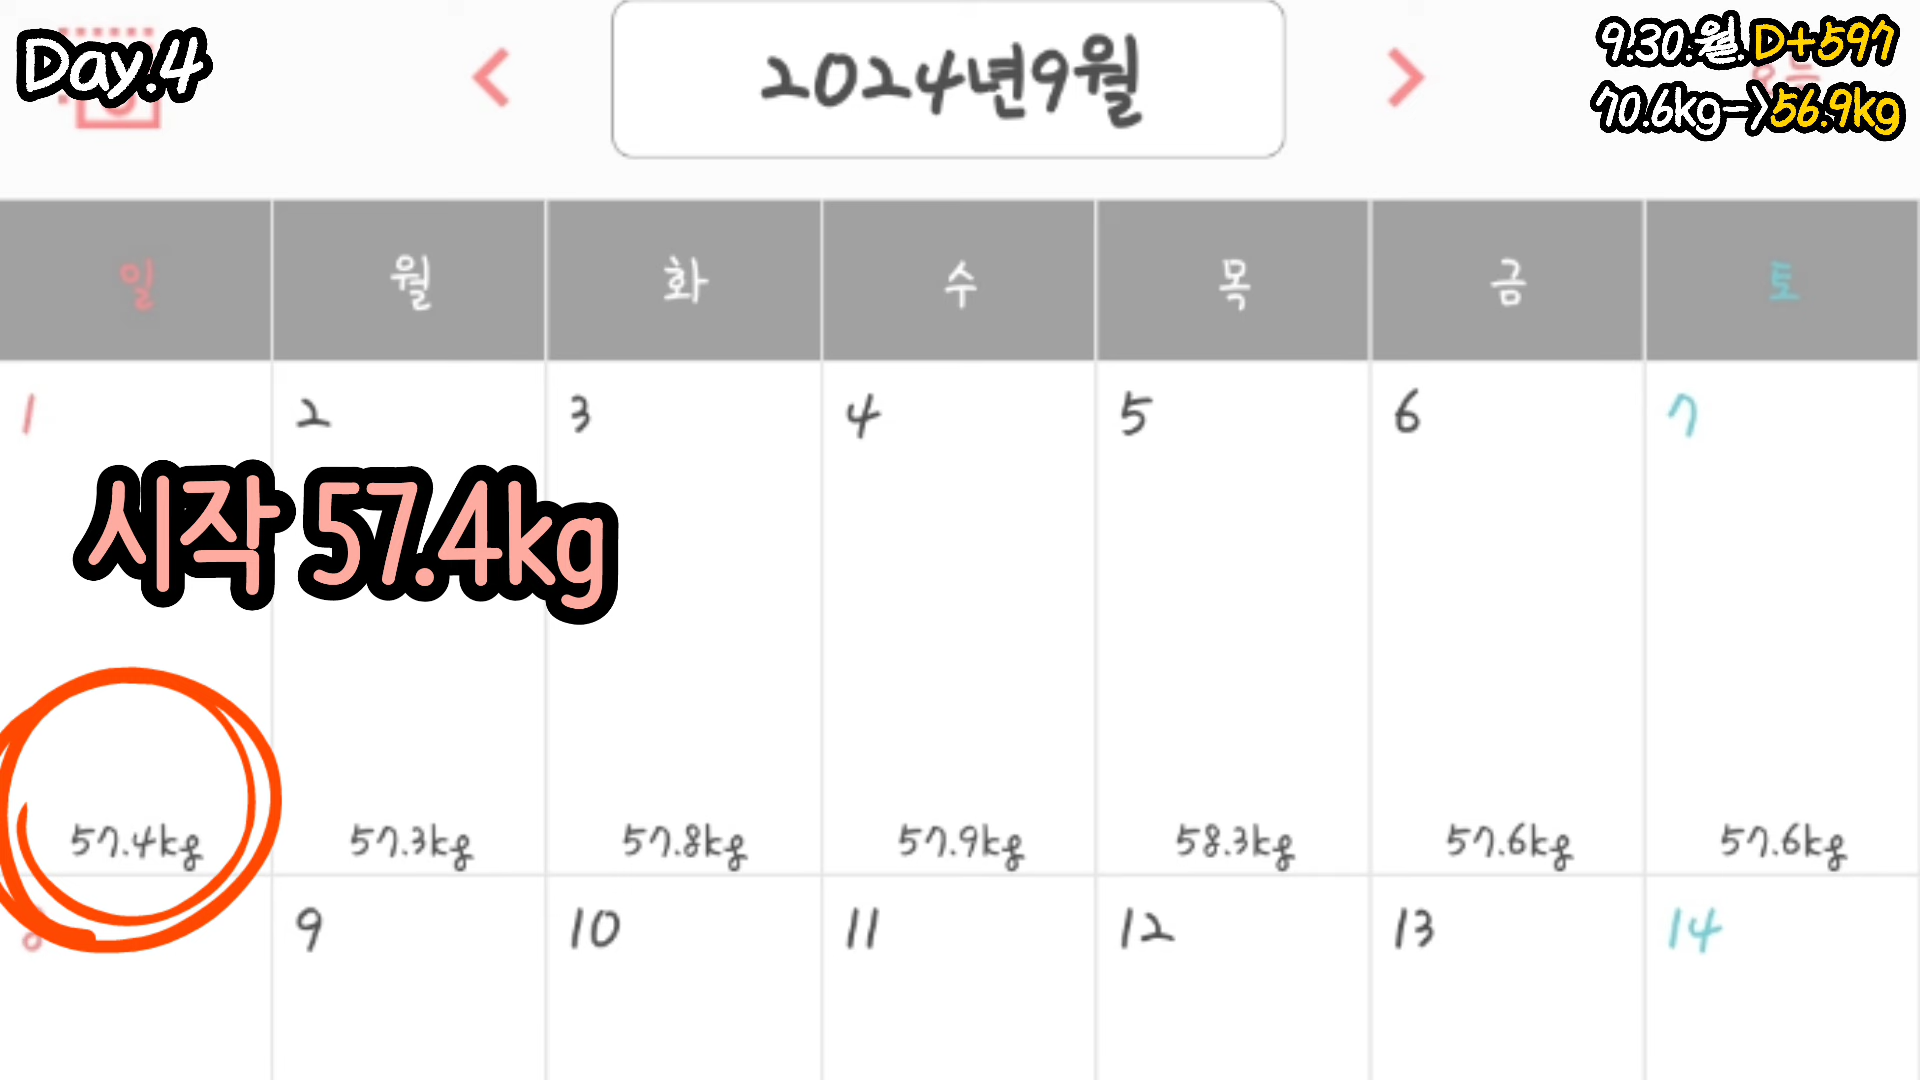 Day.4
2024년9월
9.30.월.D+597
70.6kg->56.9kg
일 월 화 수 목 금 토
1 2 3 4 5 6 7
시작 57.4kg
57.4kg 57.3kg 57.8kg 57.9kg 58.3kg 57.6kg 57.6kg
9 10 11 12 13 14